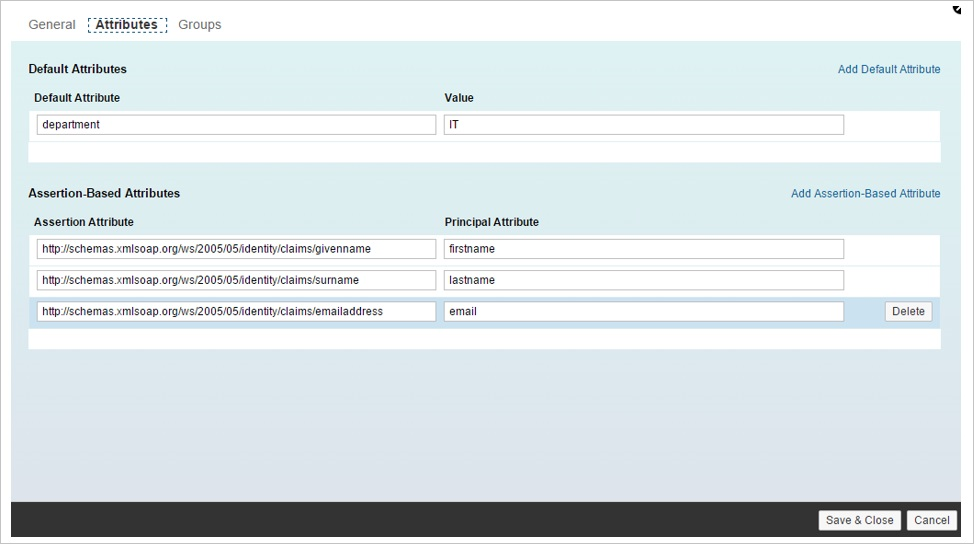 General Attributes Groups
Default Attributes Add Default Attribute
Default Attribute Value
department IT
Assertion-Based Attributes Add Assertion-Based Attribute
Assertion Attribute Principal Attribute
http://schemas.xmlsoap.org/ws/2005/05/identity/claims/givenname firstname
http://schemas.xmlsoap.org/ws/2005/05/identity/claims/surname lastname
http://schemas.xmlsoap.org/ws/2005/05/identity/claims/emailaddress email Delete
Save & Close Cancel